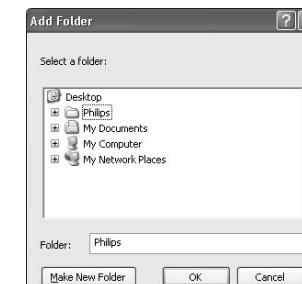 Add Folder
Select a folder:
Desktop
Philips
My Documents
My Computer
My Network Places
Folder: Philips
Make New Folder OK Cancel